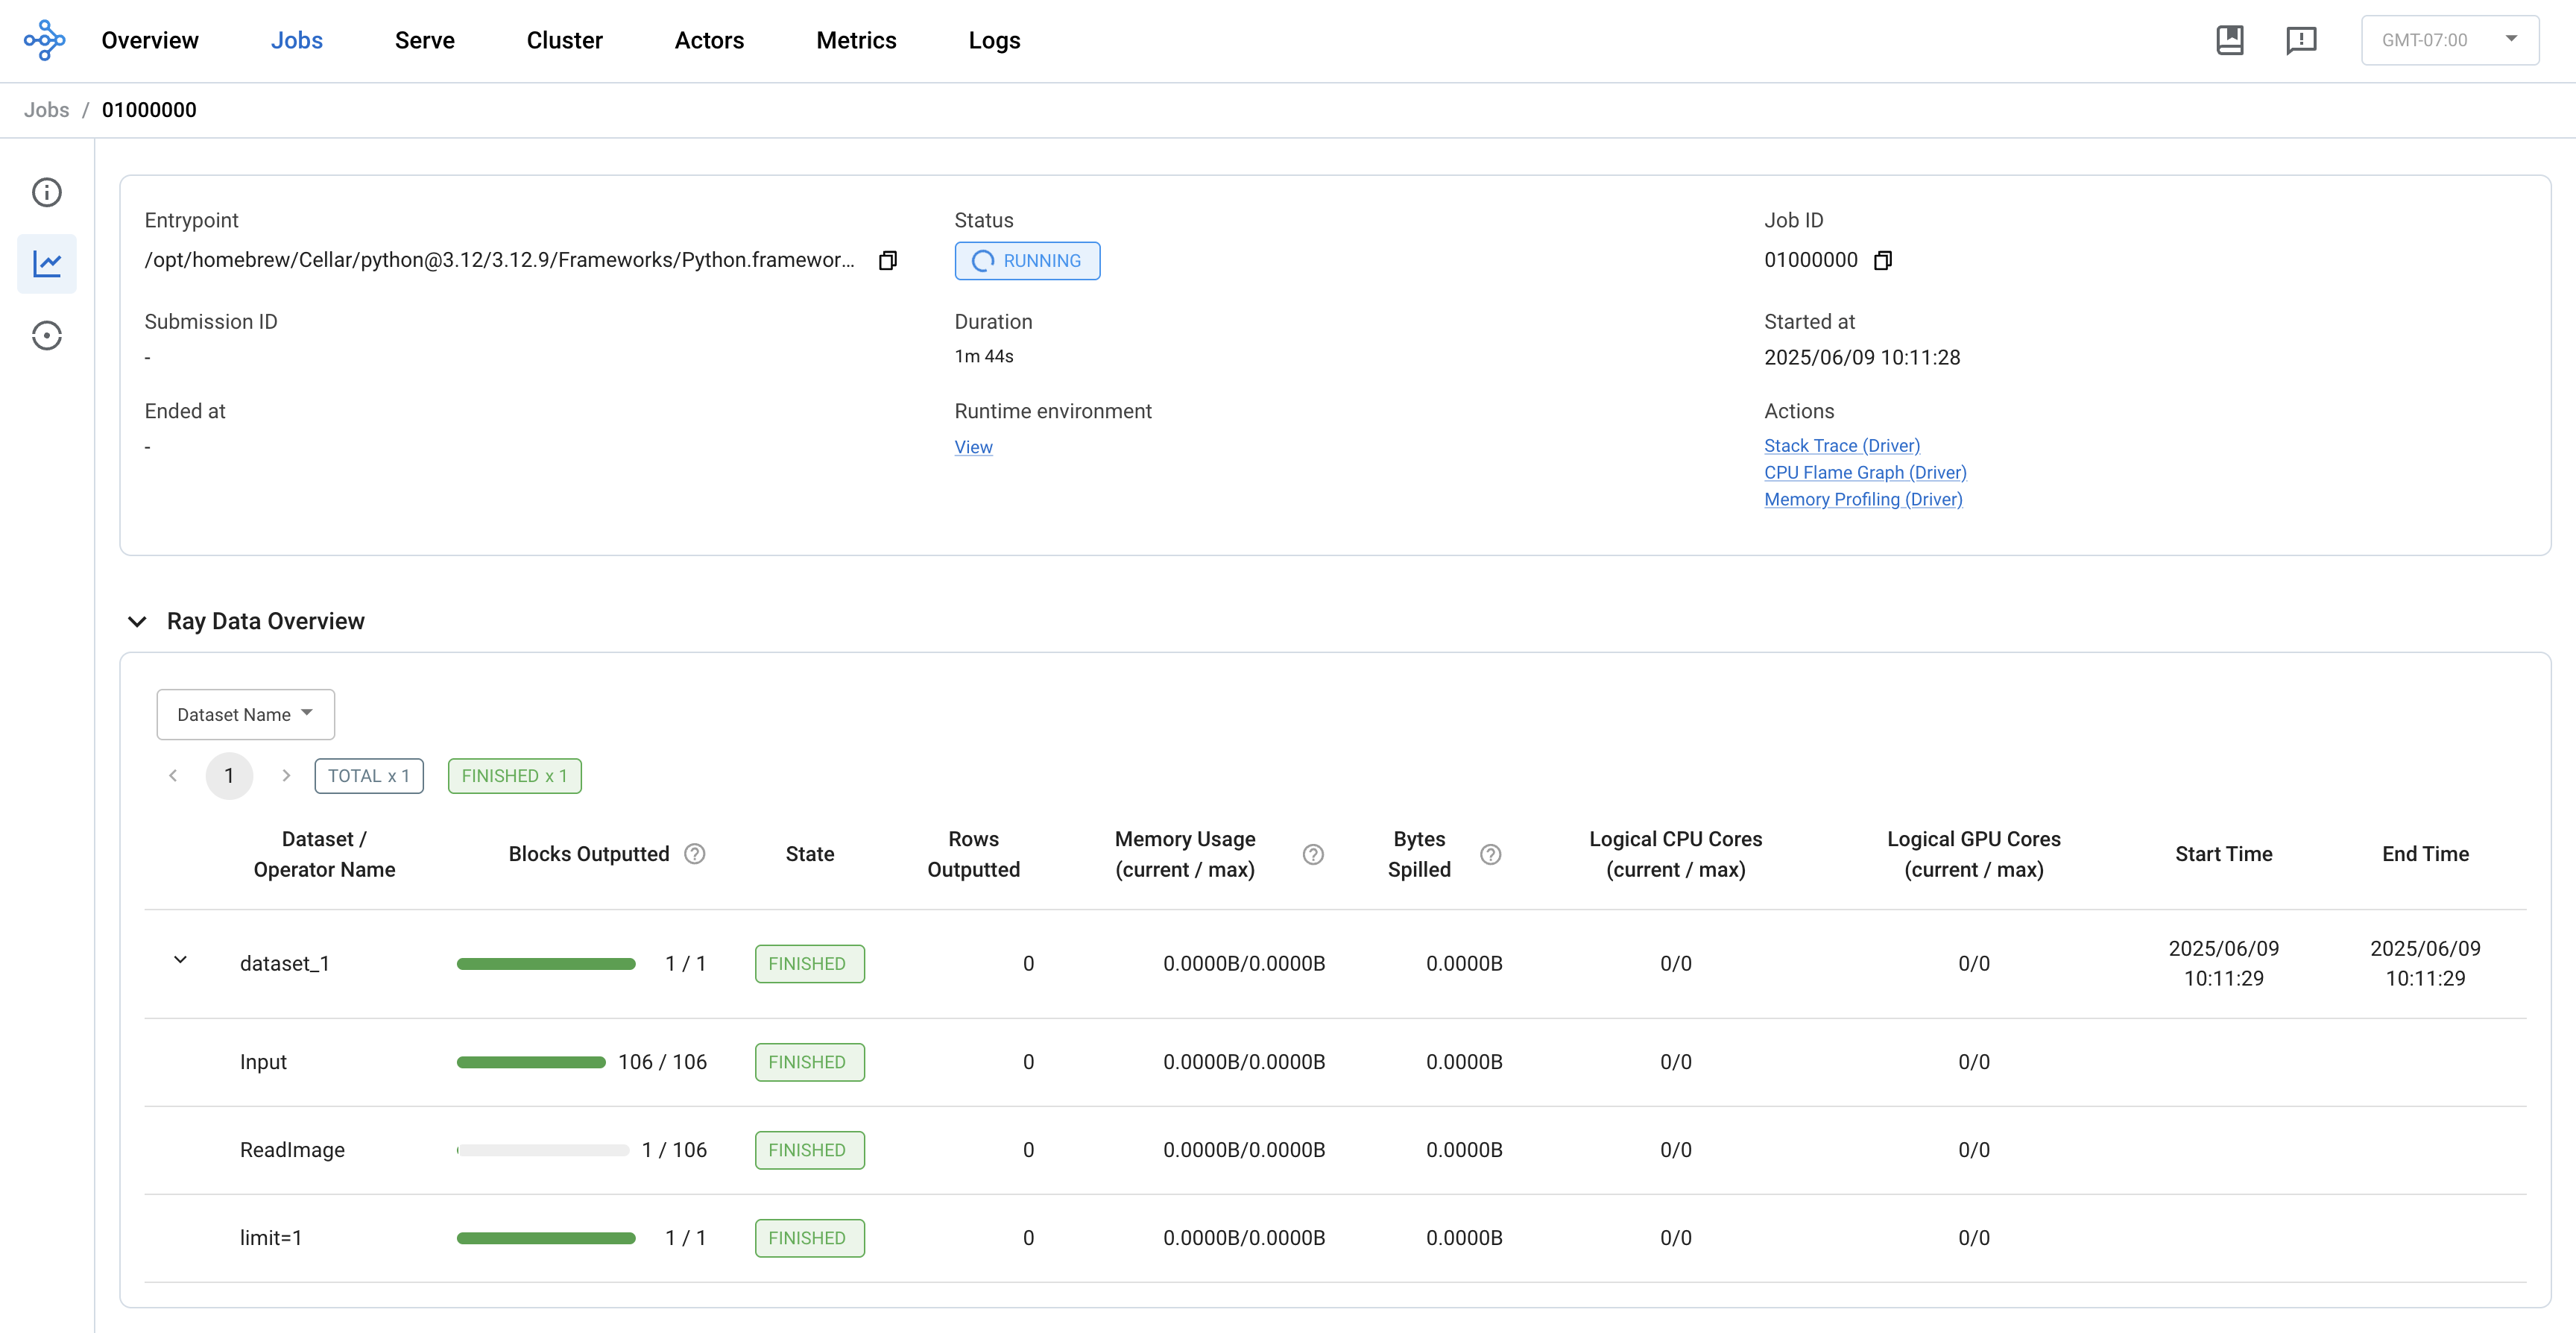 Overview Jobs Serve Cluster Actors Metrics Logs GMT-07:00
Jobs / 01000000
Entrypoint
/opt/homebrew/Cellar/python@3.12/3.12.9/Frameworks/Python.framewor...
Status
RUNNING
Job ID
01000000
Submission ID
-
Duration
1m 44s
Started at
2025/06/09 10:11:28
Ended at
-
Runtime environment
View
Actions
Stack Trace (Driver)
CPU Flame Graph (Driver)
Memory Profiling (Driver)
Ray Data Overview
Dataset Name
1 TOTAL x 1 FINISHED x 1
Dataset /
Operator Name
Blocks Outputted
State
Rows
Outputted
Memory Usage
(current / max)
Bytes
Spilled
Logical CPU Cores
(current / max)
Logical GPU Cores
(current / max)
Start Time
End Time
dataset_1 1 / 1 FINISHED 0 0.0000B/0.0000B 0.0000B 0/0 0/0
2025/06/09
10:11:29
2025/06/09
10:11:29
Input 106 / 106 FINISHED 0 0.0000B/0.0000B 0.0000B 0/0 0/0
ReadImage 1 / 106 FINISHED 0 0.0000B/0.0000B 0.0000B 0/0 0/0
limit=1 1 / 1 FINISHED 0 0.0000B/0.0000B 0.0000B 0/0 0/0